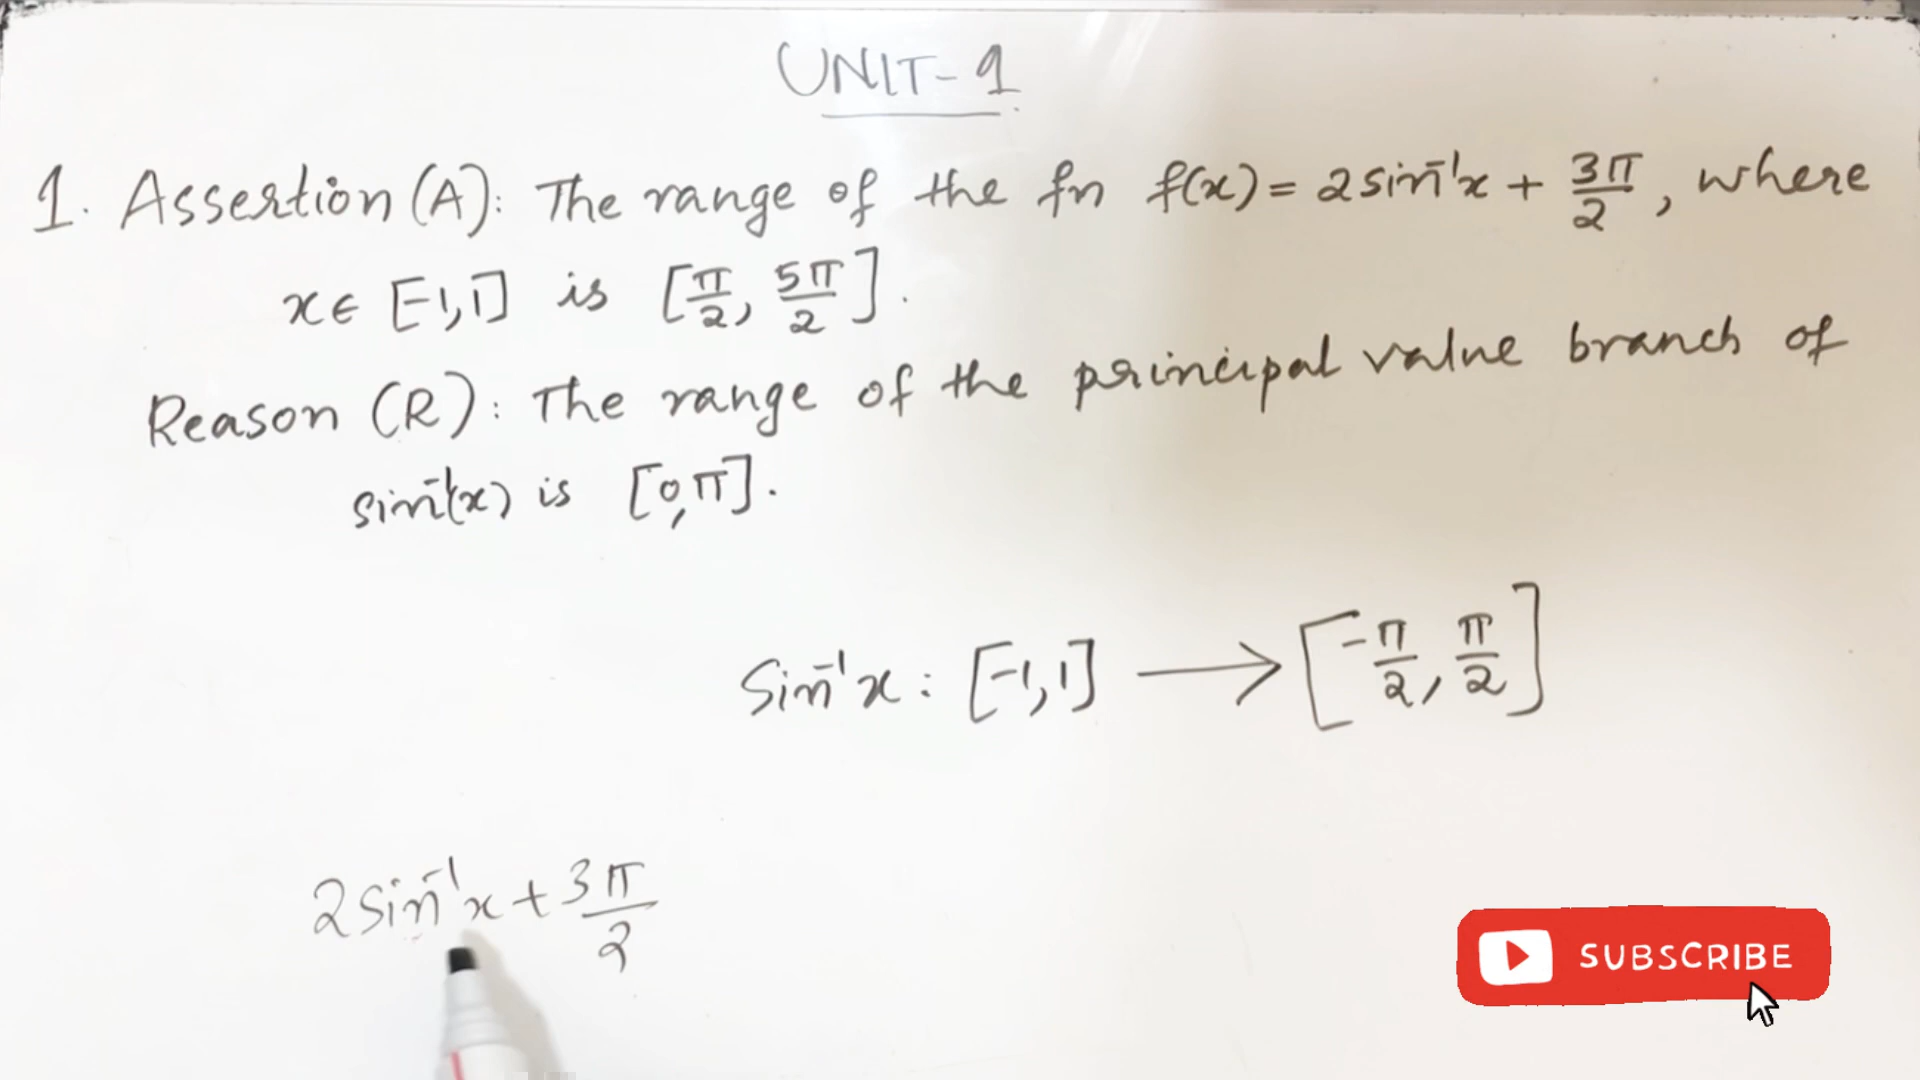 UNIT-1
1. Assertion (A): The range of the fn f(x) = 2sin⁻¹x + 3π/2, where
x∈ [-1,1] is [π/2, 5π/2].
Reason (R): The range of the principal value branch of
sin⁻¹(x) is [0,π].
Sin⁻¹x : [-1,1] → [-π/2, π/2]
2sin⁻¹x + 3π/2
SUBSCRIBE